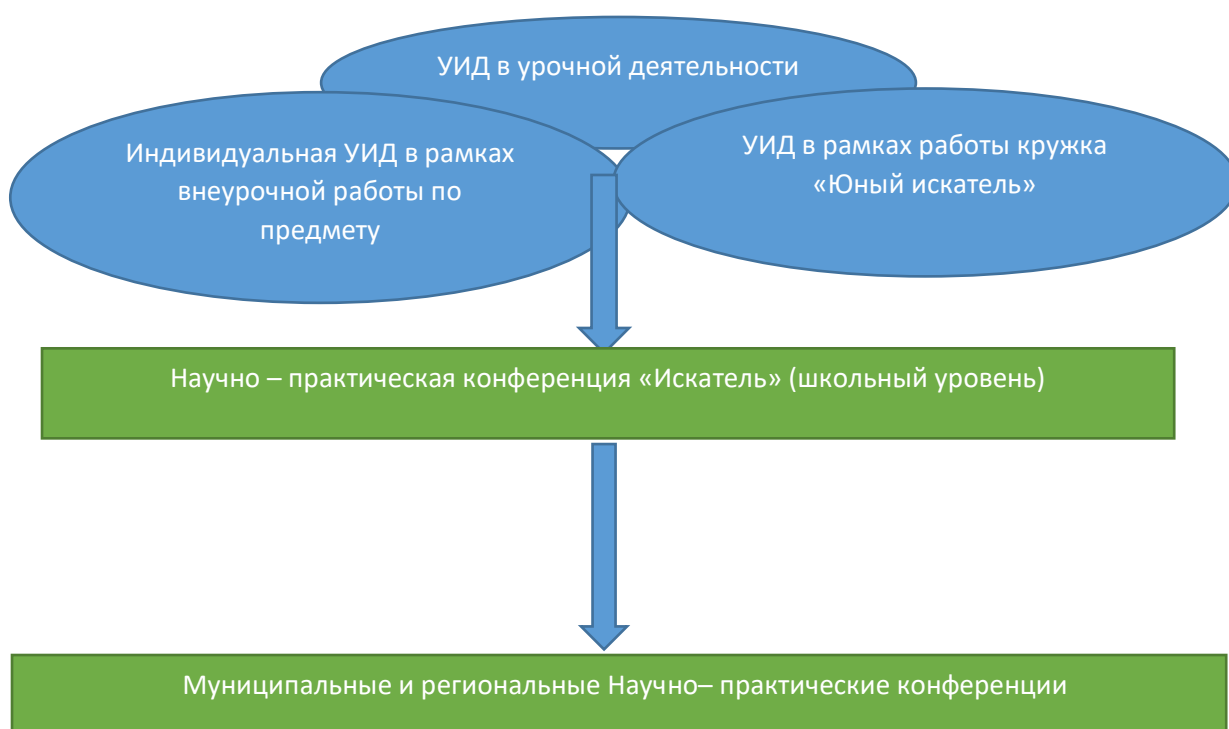 УИД в урочной деятельности
Индивидуальная УИД в рамках
внеурочной работы по
предмету
УИД в рамках работы кружка
«Юный искатель»
Научно – практическая конференция «Искатель» (школьный уровень)
Муниципальные и региональные Научно– практические конференции